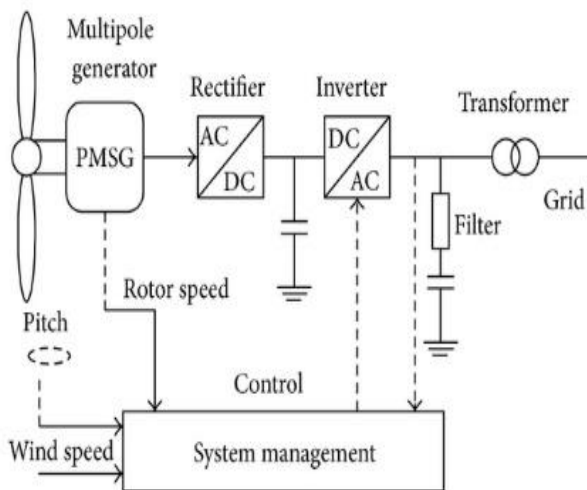 Multipole
generator
Rectifier
Inverter
Transformer
PMSG
AC
DC
DC
AC
Filter
Grid
Rotor speed
Pitch
Control
Wind speed
System management